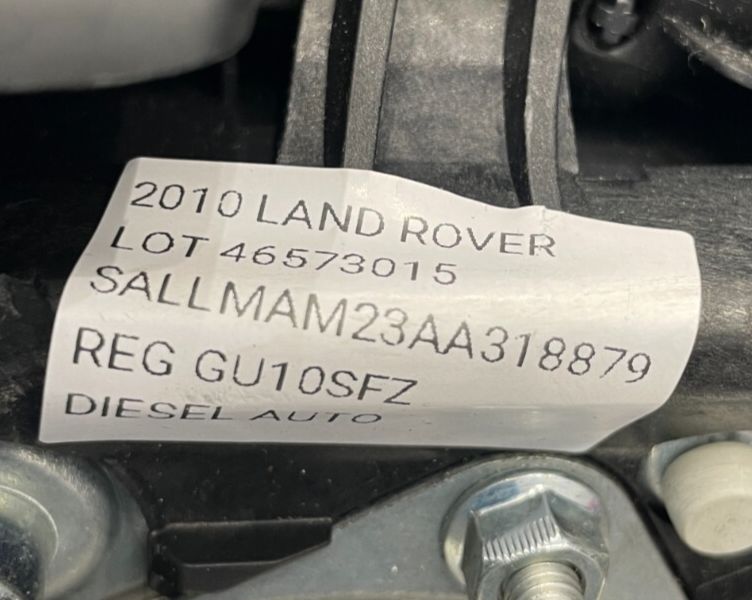 2010 LAND ROVER
LOT 46573015
SALLMAM23AA318879
REG GU10SFZ
DIESEL AUTO